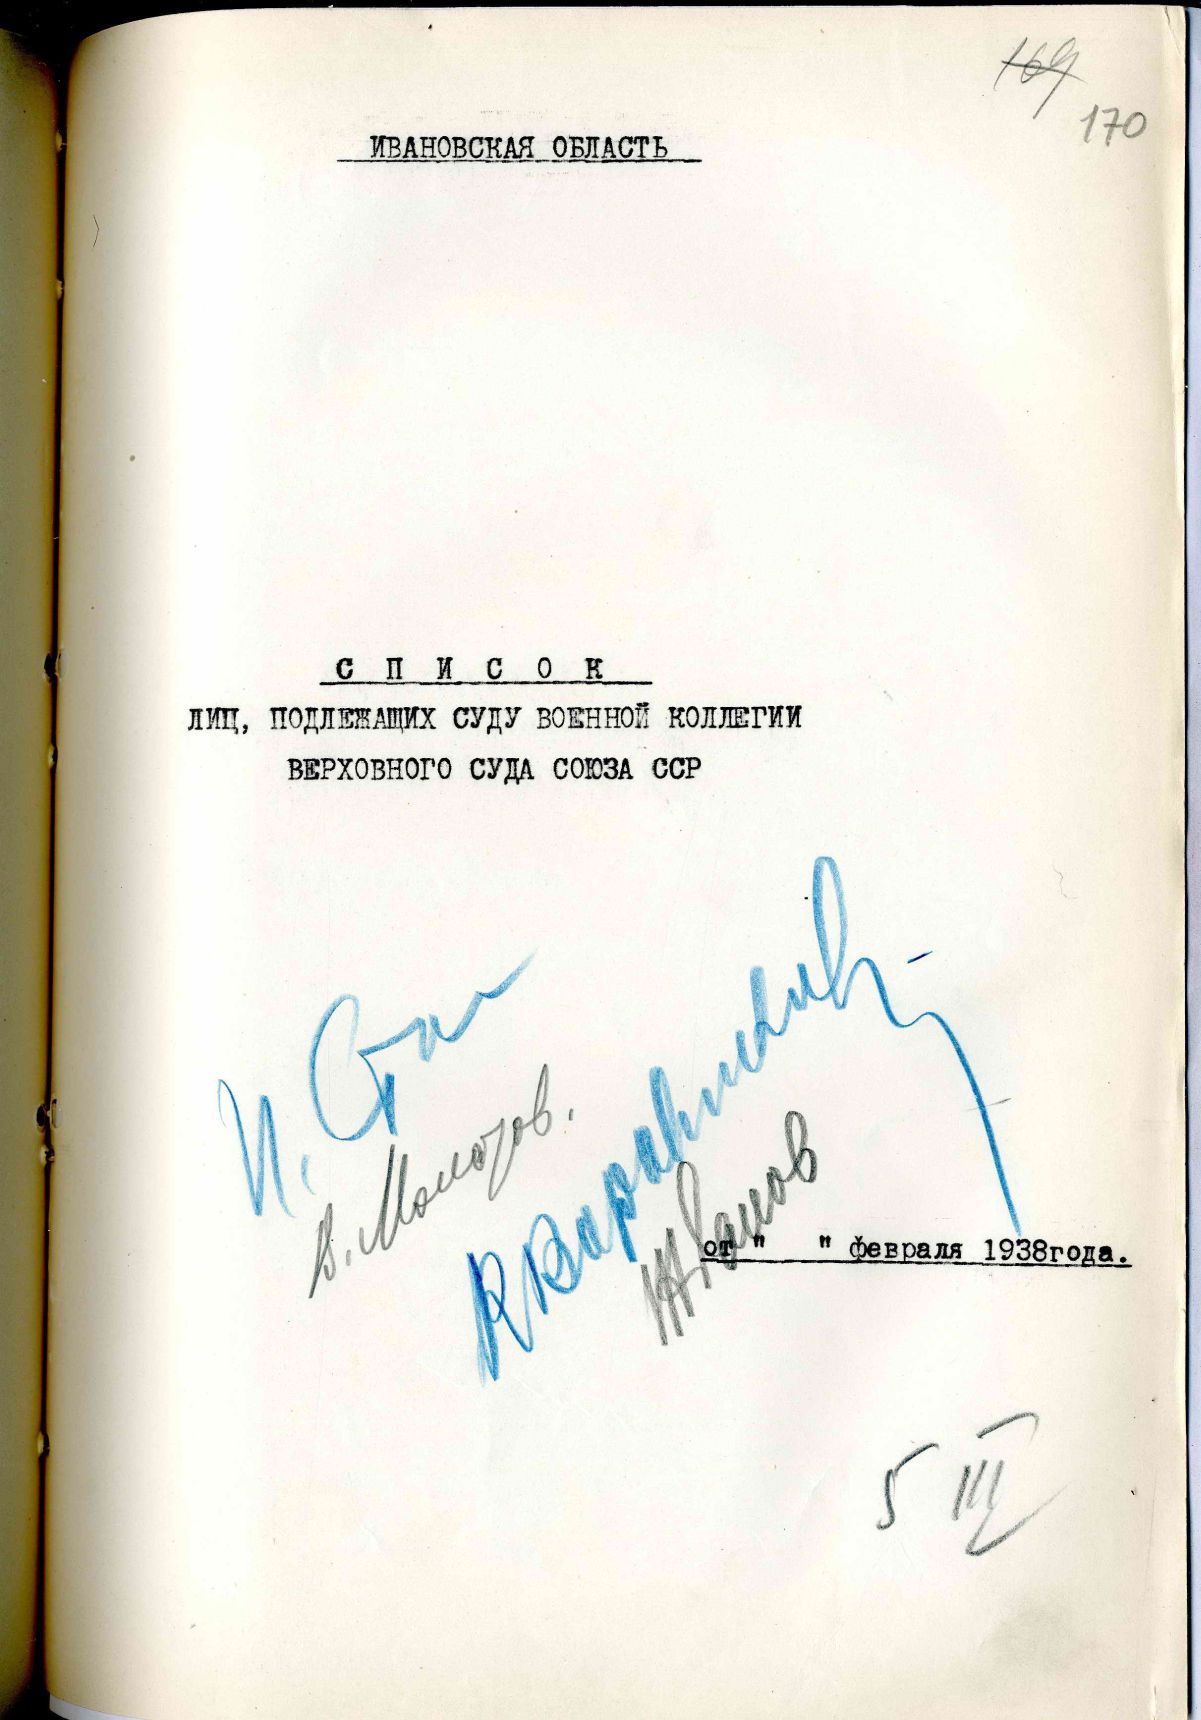 169
170
ИВАНОВСКАЯ ОБЛАСТЬ
С П И С О К
ЛИЦ, ПОДЛЕЖАЩИХ СУДУ ВОЕННОЙ КОЛЛЕГИИ
ВЕРХОВНОГО СУДА СОЮЗА ССР
И. Ст
В. Молотов.
К Ворошилов
Жданов
от " " февраля 1938года.
5 III